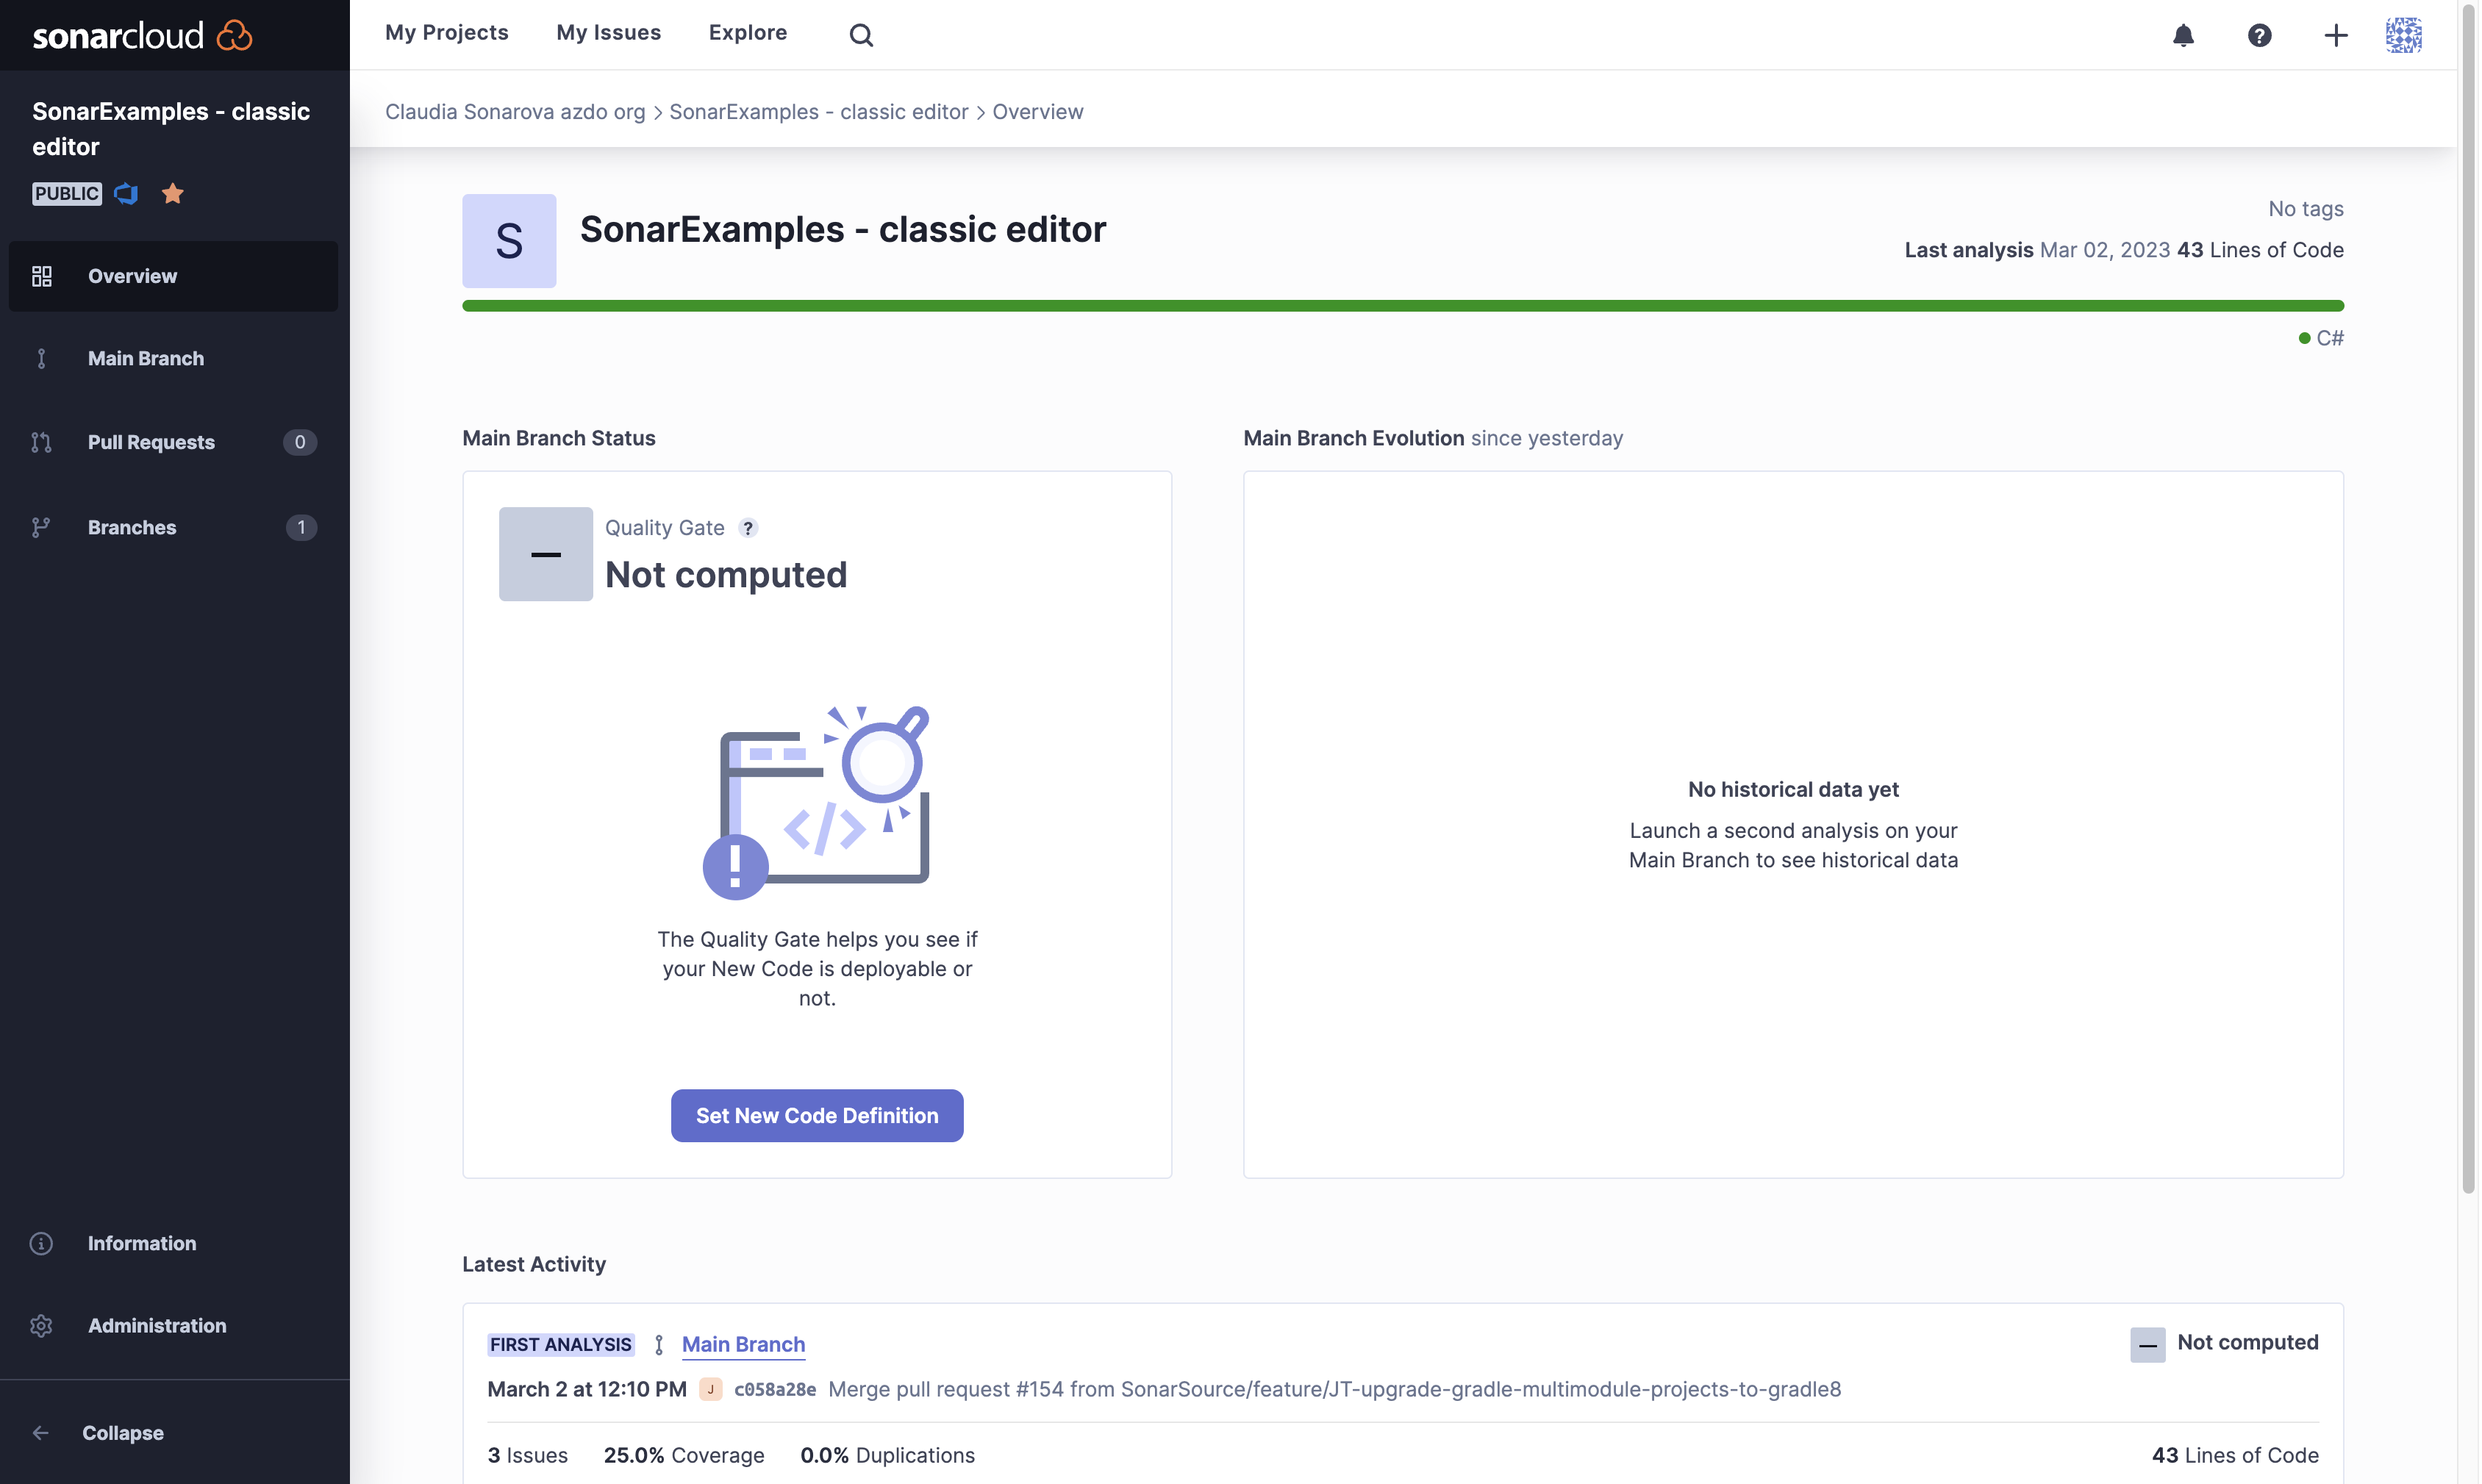 sonarcloud
My Projects My Issues Explore
SonarExamples - classic
editor
PUBLIC
Overview
Main Branch
Pull Requests 0
Branches 1
Information
Administration
Collapse
Claudia Sonarova azdo org > SonarExamples - classic editor > Overview
S
SonarExamples - classic editor
No tags
Last analysis Mar 02, 2023 43 Lines of Code
C#
Main Branch Status
Quality Gate ?
Not computed
The Quality Gate helps you see if
your New Code is deployable or
not.
Set New Code Definition
Main Branch Evolution since yesterday
No historical data yet
Launch a second analysis on your
Main Branch to see historical data
Latest Activity
FIRST ANALYSIS Main Branch
Not computed
March 2 at 12:10 PM J c058a28e Merge pull request #154 from SonarSource/feature/JT-upgrade-gradle-multimodule-projects-to-gradle8
3 Issues 25.0% Coverage 0.0% Duplications
43 Lines of Code